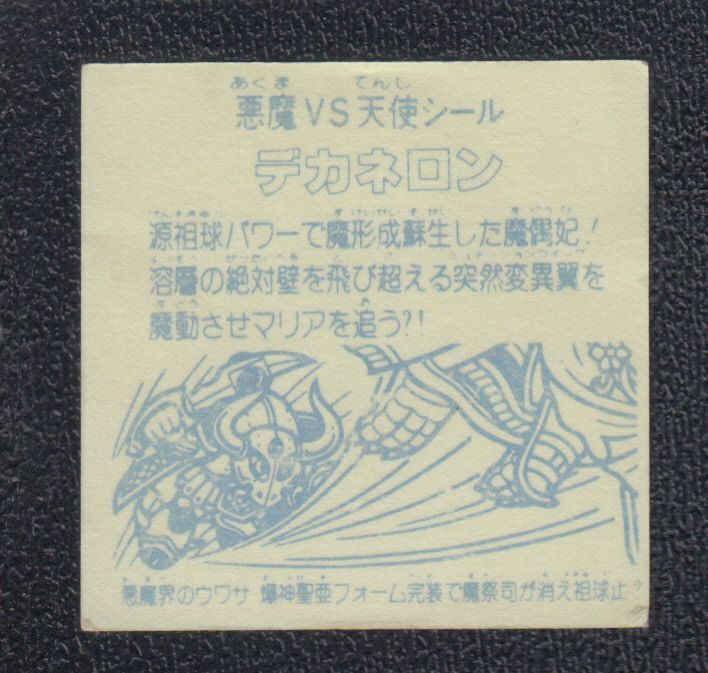 あくま てんし
悪魔VS天使シール
デカネロン
源祖球パワーで魔形成蘇生した魔偶妃!
溶層の絶対壁を飛び超える突然変異翼を
魔動させマリアを追う?!
悪魔界のウワサ 爆神聖亜フォーム完装で魔祭司が消え祖球止